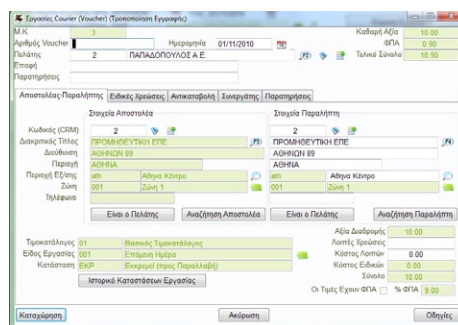 Εργασίες Courier (Voucher) (Τροποποίηση Εγγραφής)
Μ.Κ. 3 Καθαρή Αξία 10.00
Αριθμός Voucher Ημερομηνία 01/11/2010 ΦΠΑ 0.90
Πελάτης 2 ΠΑΠΑΔΟΠΟΥΛΟΣ Α.Ε. Τελικό Σύνολο 10.90
Επαφή
Παρατηρήσεις
Αποστολέας-Παραλήπτης Ειδικές Χρεώσεις Αντικαταβολή Συνεργάτης Παρατηρήσεις
Στοιχεία Αποστολέα Στοιχεία Παραλήπτη
Κωδικός (CRM) 2 2
Διακριτικός Τίτλος ΠΡΟΜΗΘΕΥΤΙΚΗ ΕΠΕ ΠΡΟΜΗΘΕΥΤΙΚΗ ΕΠΕ
Διεύθυνση ΑΘΗΝΩΝ 89 ΑΘΗΝΩΝ 89
Περιοχή ΑΘΗΝΑ ΑΘΗΝΑ
Περιοχή Εξ/σης ath Αθηνα Κέντρο ath Αθηνα Κέντρο
Ζώνη 001 Ζώνη 1 001 Ζώνη 1
Τηλέφωνο
Είναι ο Πελάτης Αναζήτηση Αποστολέα Είναι ο Πελάτης Αναζήτηση Παραλήπτη
Αξία Διαδρομής 10.00
Τιμοκατάλογος 01 Βασικός Τιμοκατάλογος Λοιπές Χρεώσεις
Είδος Εργασίας 001 Επόμενη Ημέρα Κόστος Λοιπών 0.00
Κατάσταση ΕΚΡ Εκκρεμεί (προς Παραλαβή) Κόστος Ειδικών 0.00
Ιστορικό Καταστάσεων Εργασίας Σύνολο 10.00
Οι Τιμές Εχουν ΦΠΑ % ΦΠΑ 9.00
Καταχώρηση Ακύρωση Οδηγίες